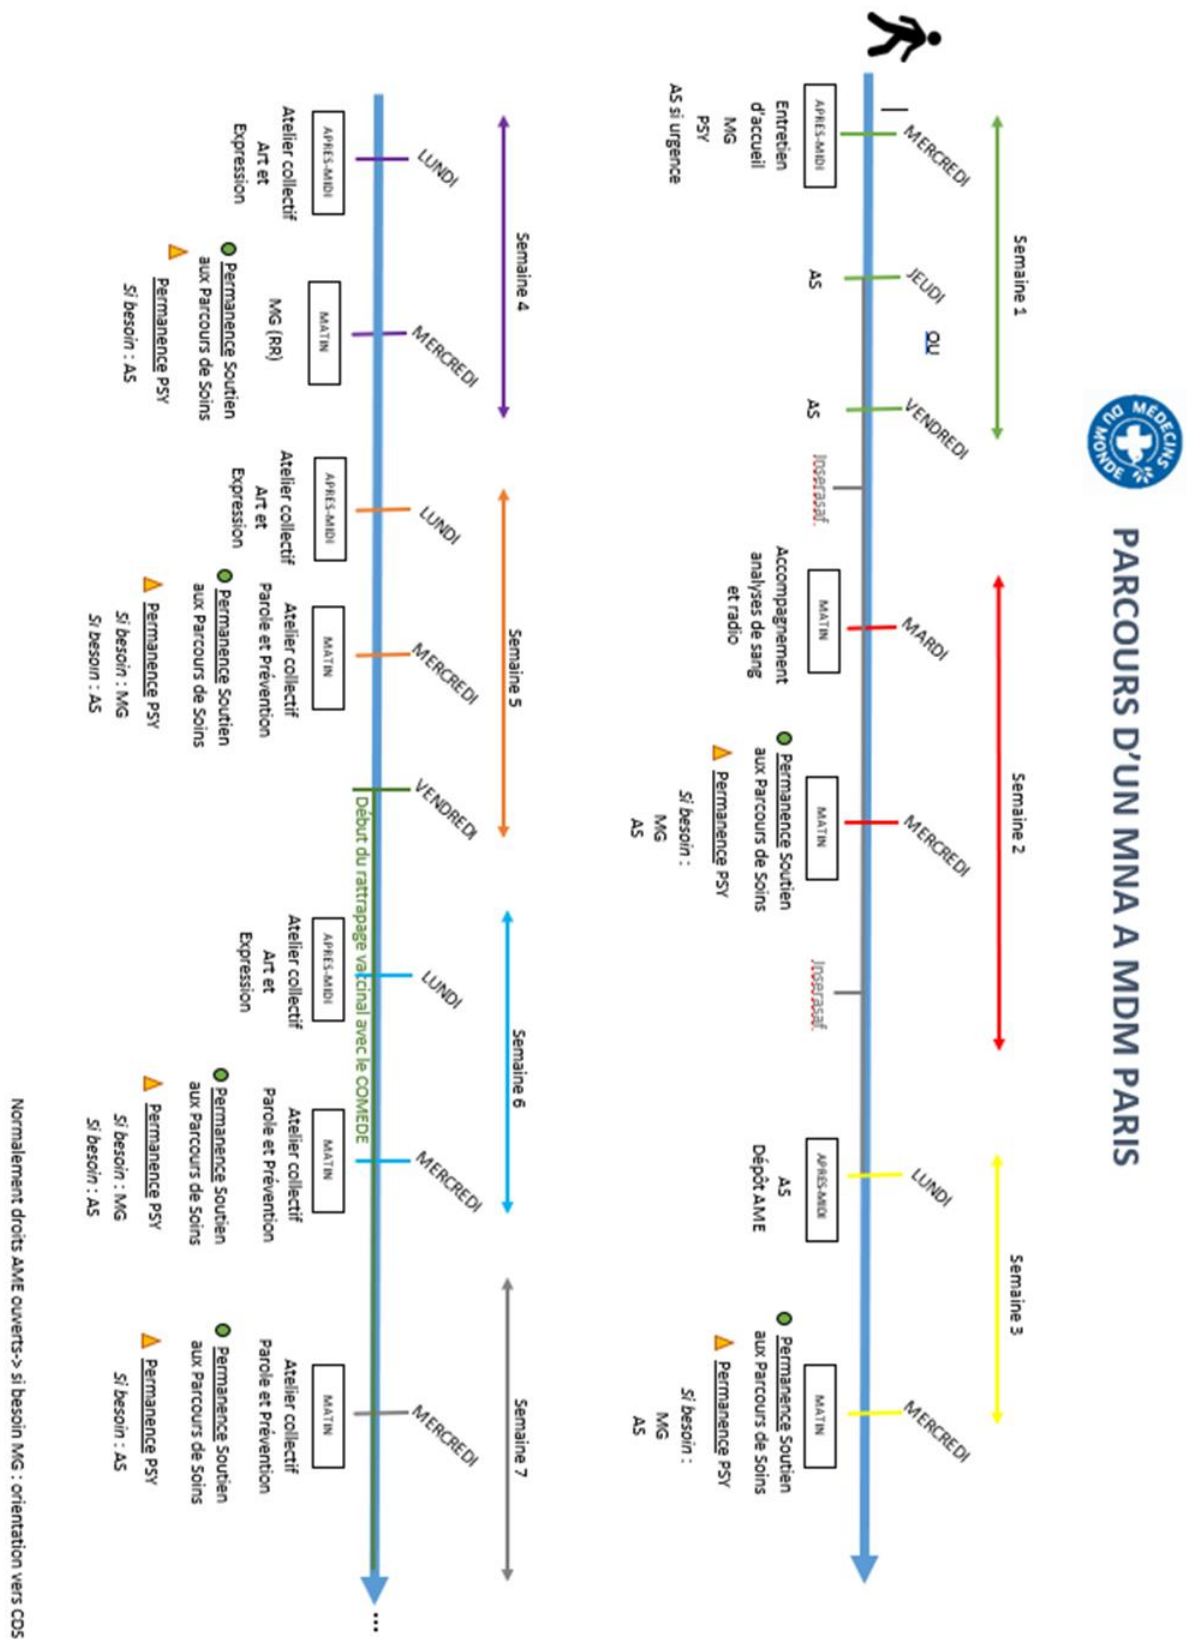 MEDECINS
DU MONDE
PARCOURS D'UN MNA A MDM PARIS
Semaine 1
MERCREDI
APRES-MIDI
Entretien
d'accueil
MG
PSY
AS si urgence
JEUDI
AS
OU
VENDREDI
AS
Inserasaf.
Semaine 2
MARDI
MATIN
Accompagnement
analyses de sang
et radio
MERCREDI
MATIN
Permanence Soutien
aux Parcours de Soins
Permanence PSY
Si besoin :
MG
AS
Inserasaf.
Semaine 3
LUNDI
APRES-MIDI
AS
Dépôt AME
MERCREDI
MATIN
Permanence Soutien
aux Parcours de Soins
Permanence PSY
Si besoin :
MG
AS
Semaine 4
LUNDI
APRES-MIDI
Atelier collectif
Art et
Expression
MERCREDI
MATIN
MG (RR)
Permanence Soutien
aux Parcours de Soins
Permanence PSY
Si besoin : AS
Semaine 5
LUNDI
APRES-MIDI
Atelier collectif
Art et
Expression
MERCREDI
MATIN
Atelier collectif
Parole et Prévention
Permanence Soutien
aux Parcours de Soins
Permanence PSY
Si besoin : MG
Si besoin : AS
VENDREDI
Début du rattrapage vaccinal avec le COMEDE
Semaine 6
LUNDI
APRES-MIDI
Atelier collectif
Art et
Expression
MERCREDI
MATIN
Atelier collectif
Parole et Prévention
Permanence Soutien
aux Parcours de Soins
Permanence PSY
Si besoin : MG
Si besoin : AS
Semaine 7
MERCREDI
MATIN
Atelier collectif
Parole et Prévention
Permanence Soutien
aux Parcours de Soins
Permanence PSY
Si besoin : AS
...
Normalement droits AME ouverts-> si besoin MG : orientation vers CDS